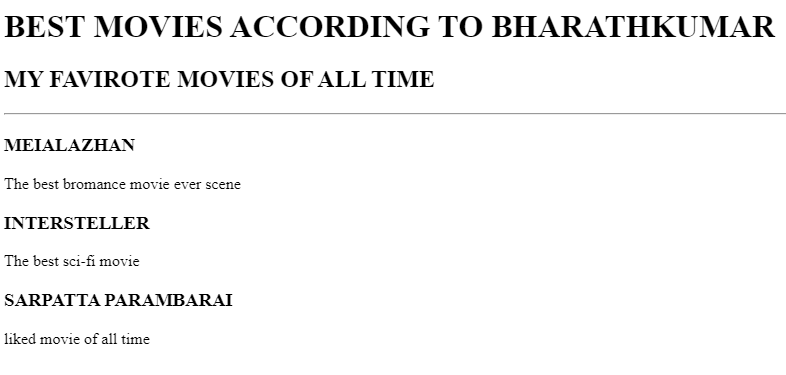 BEST MOVIES ACCORDING TO BHARATHKUMAR
MY FAVIROTE MOVIES OF ALL TIME
MEIALAZHAN
The best bromance movie ever scene
INTERSTELLER
The best sci-fi movie
SARPATTA PARAMBARAI
liked movie of all time